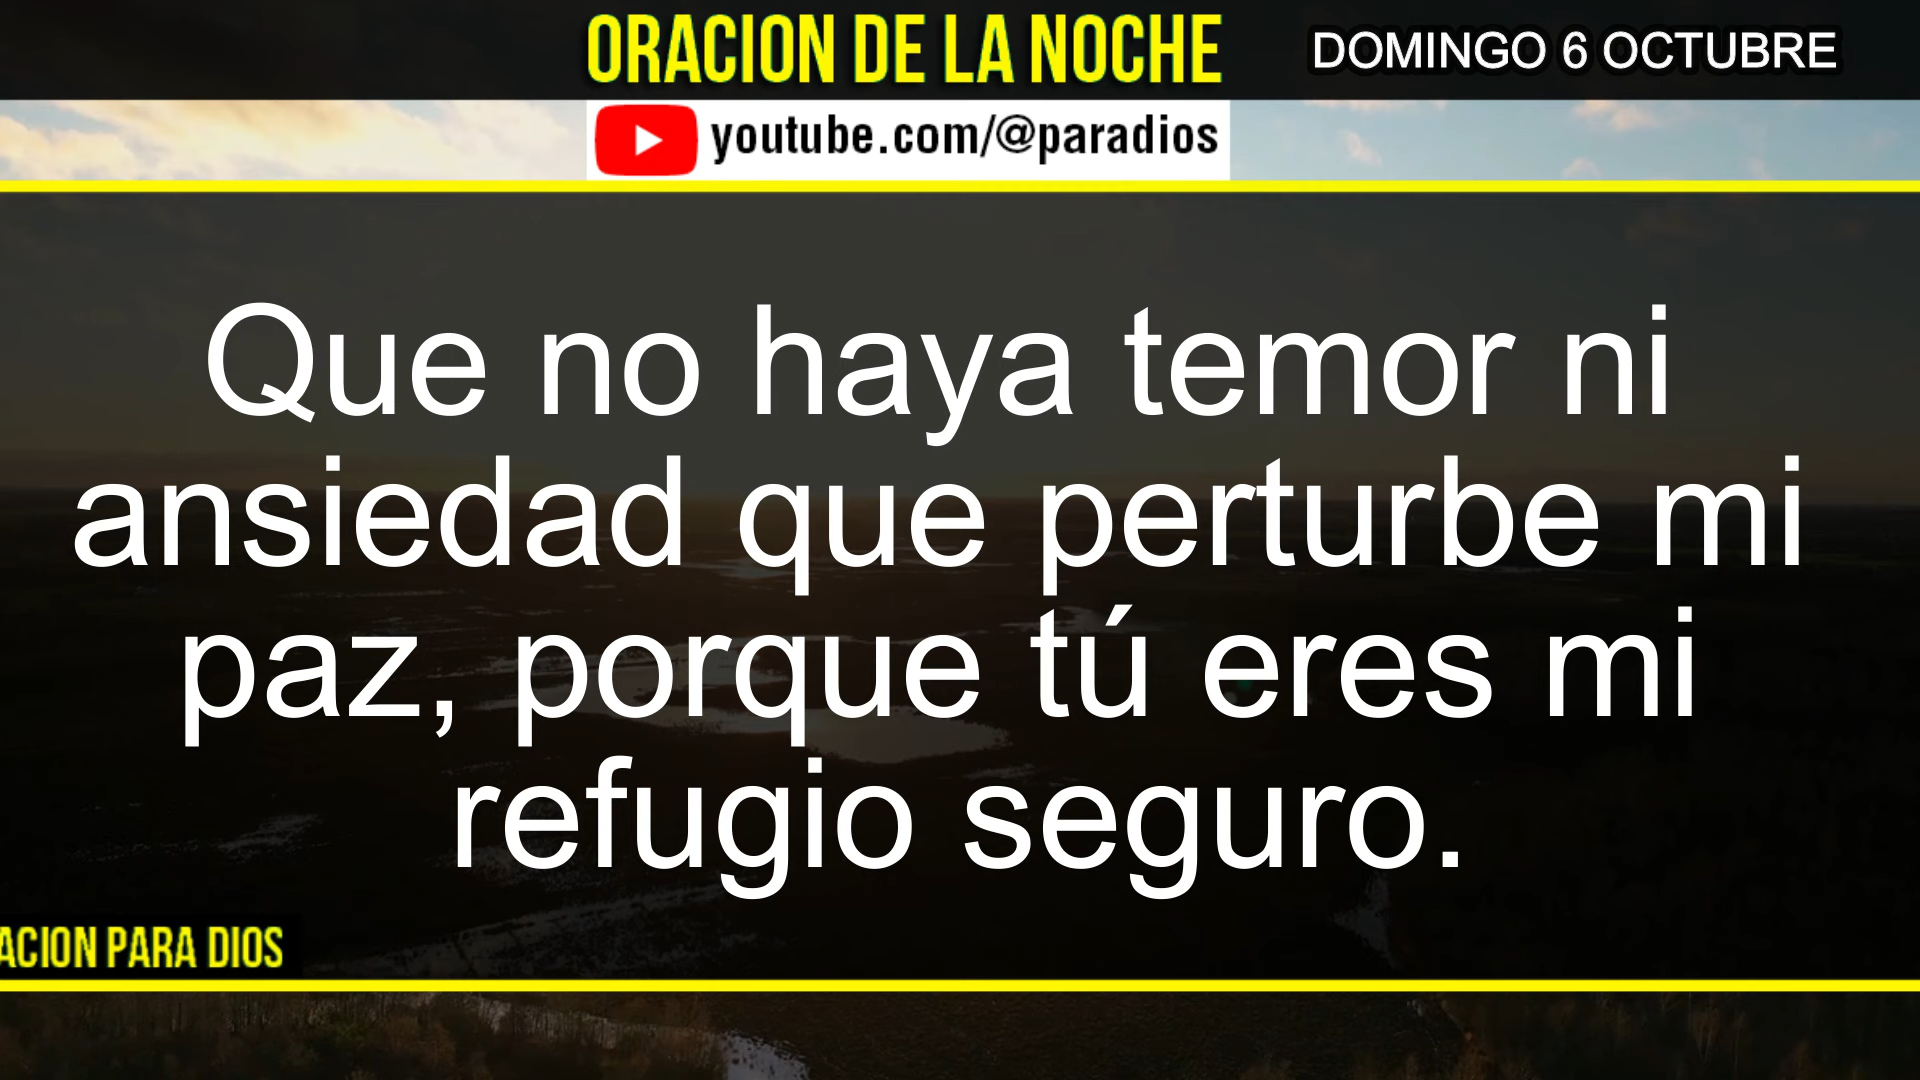 ORACION DE LA NOCHE
DOMINGO 6 OCTUBRE
youtube.com/@paradios
Que no haya temor ni
ansiedad que perturbe mi
paz, porque tú eres mi
refugio seguro.
ACION PARA DIOS